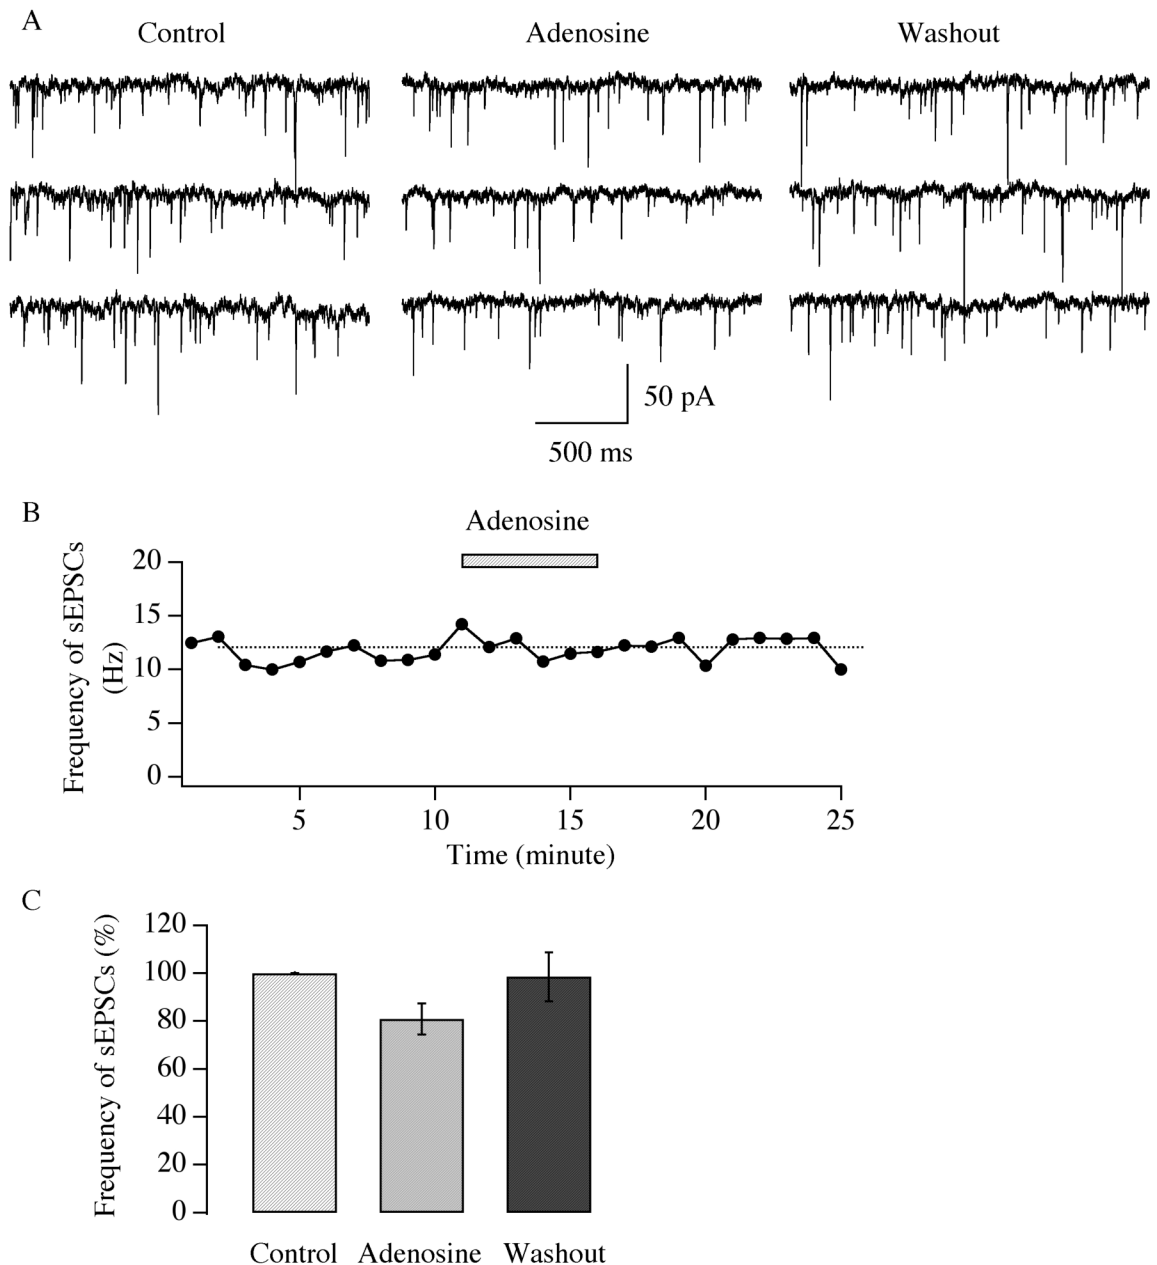 A
Control
Adenosine
Washout
50 pA
500 ms
B
Adenosine
Frequency of sEPSCs
(Hz)
20
15
10
5
0
5
10
15
20
25
Time (minute)
C
Frequency of sEPSCs (%)
120
100
80
60
40
20
0
Control
Adenosine
Washout